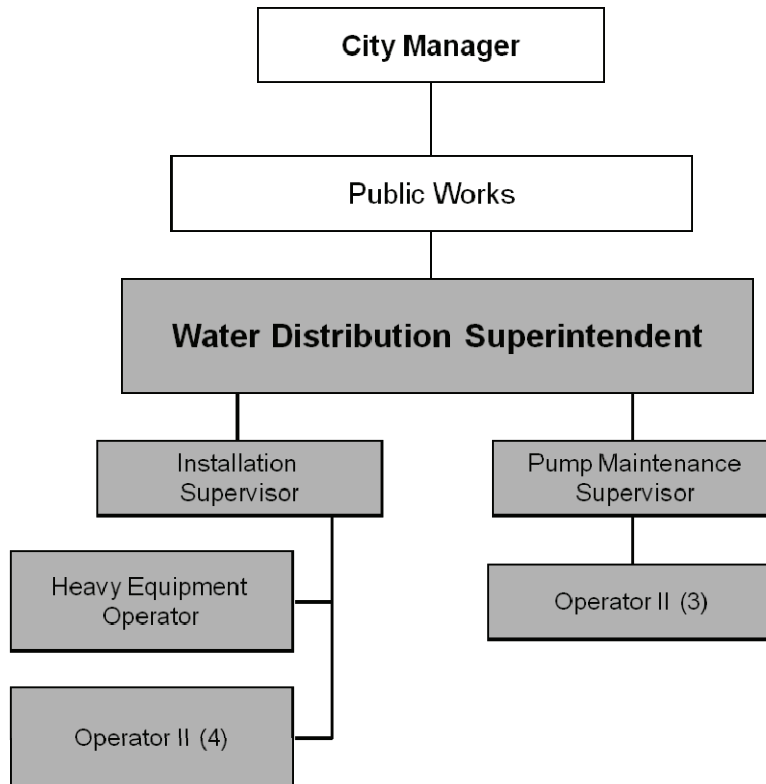 City Manager
Public Works
Water Distribution Superintendent
Installation
Supervisor
Pump Maintenance
Supervisor
Heavy Equipment
Operator
Operator II (3)
Operator II (4)